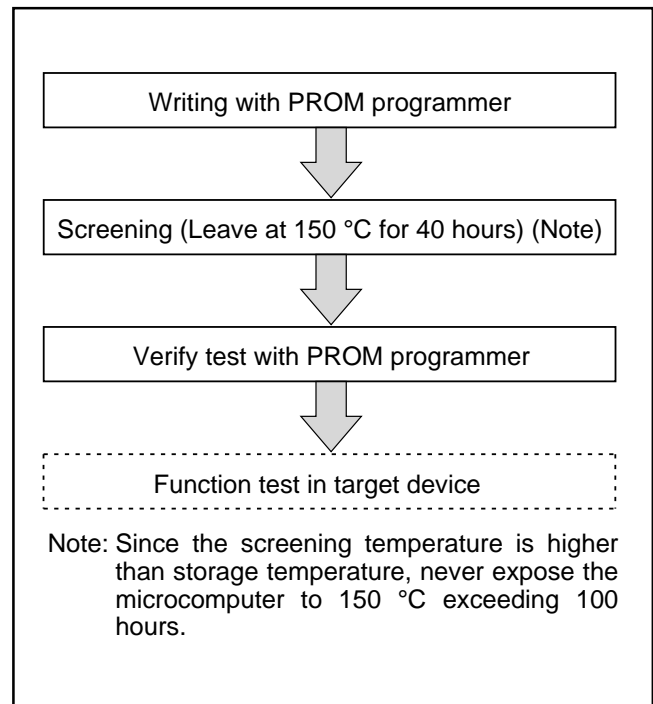 Writing with PROM programmer
Screening (Leave at 150 °C for 40 hours) (Note)
Verify test with PROM programmer
Function test in target device
Note: Since the screening temperature is higher
than storage temperature, never expose the
microcomputer to 150 °C exceeding 100
hours.